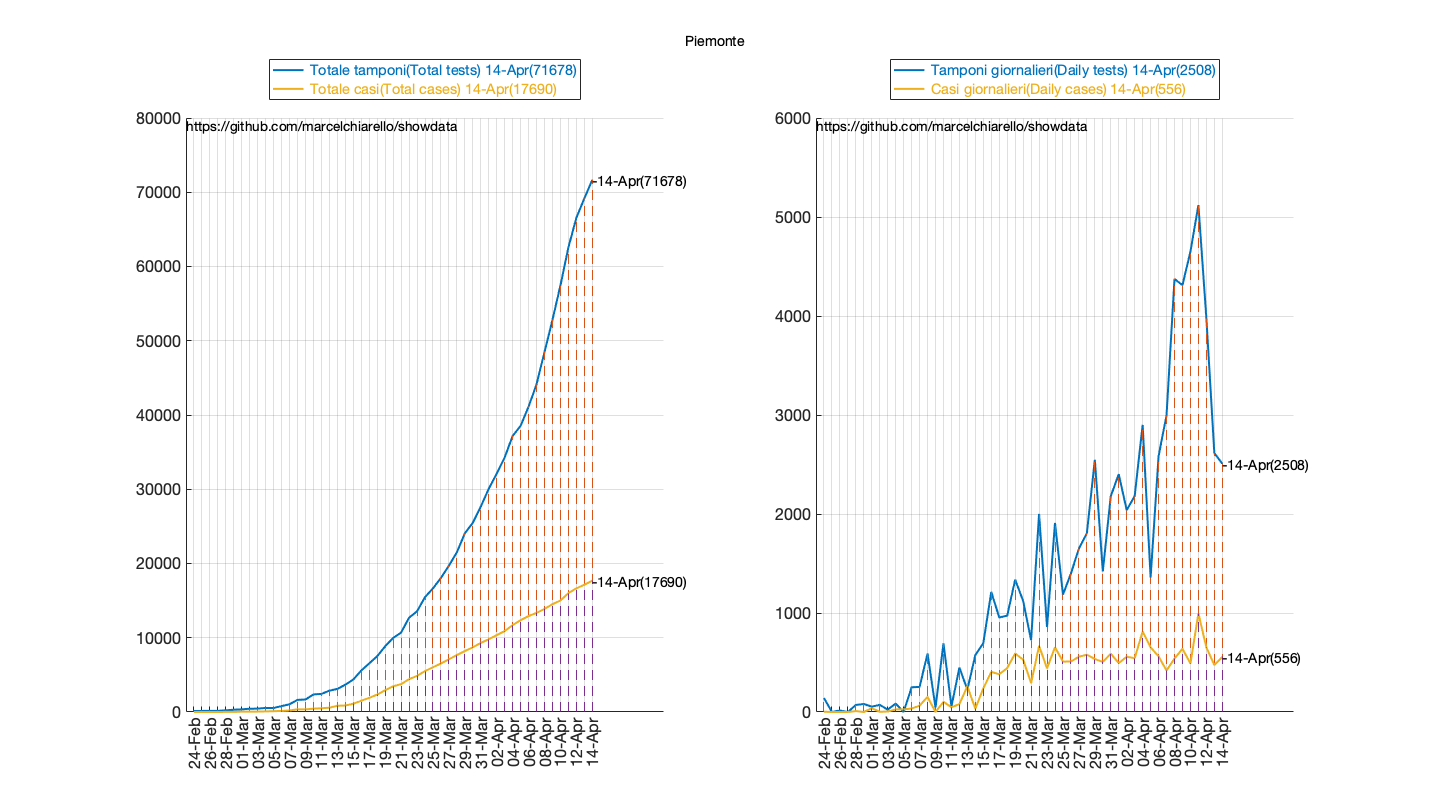 Piemonte
Totale tamponi(Total tests) 14-Apr(71678)
Totale casi(Total cases) 14-Apr(17690)
80000
https://github.com/marcelchiarello/showdata
70000
60000
50000
40000
30000
20000
10000
0
14-Apr(71678)
14-Apr(17690)
24-Feb
26-Feb
28-Feb
01-Mar
03-Mar
05-Mar
07-Mar
09-Mar
11-Mar
13-Mar
15-Mar
17-Mar
19-Mar
21-Mar
23-Mar
25-Mar
27-Mar
29-Mar
31-Mar
02-Apr
04-Apr
06-Apr
08-Apr
10-Apr
12-Apr
14-Apr
Tamponi giornalieri(Daily tests) 14-Apr(2508)
Casi giornalieri(Daily cases) 14-Apr(556)
6000
https://github.com/marcelchiarello/showdata
5000
4000
3000
2000
1000
0
14-Apr(2508)
14-Apr(556)
24-Feb
26-Feb
28-Feb
01-Mar
03-Mar
05-Mar
07-Mar
09-Mar
11-Mar
13-Mar
15-Mar
17-Mar
19-Mar
21-Mar
23-Mar
25-Mar
27-Mar
29-Mar
31-Mar
02-Apr
04-Apr
06-Apr
08-Apr
10-Apr
12-Apr
14-Apr